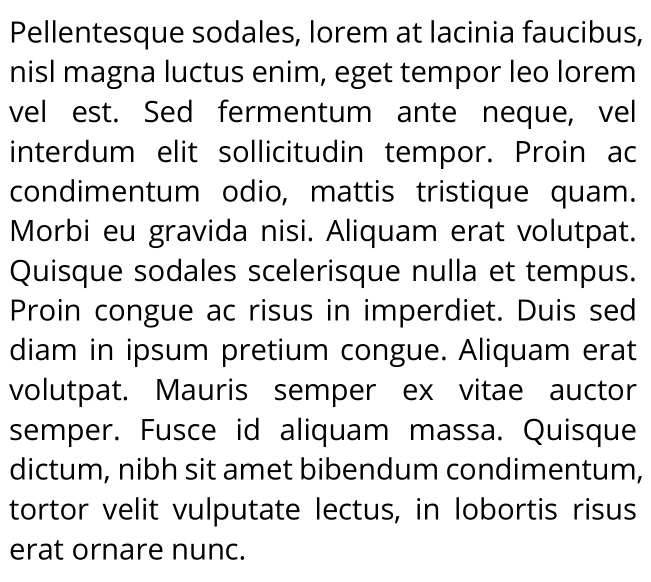 Pellentesque sodales, lorem at lacinia faucibus,
nisl magna luctus enim, eget tempor leo lorem
vel est. Sed fermentum ante neque, vel
interdum elit sollicitudin tempor. Proin ac
condimentum odio, mattis tristique quam.
Morbi eu gravida nisi. Aliquam erat volutpat.
Quisque sodales scelerisque nulla et tempus.
Proin congue ac risus in imperdiet. Duis sed
diam in ipsum pretium congue. Aliquam erat
volutpat. Mauris semper ex vitae auctor
semper. Fusce id aliquam massa. Quisque
dictum, nibh sit amet bibendum condimentum,
tortor velit vulputate lectus, in lobortis risus
erat ornare nunc.